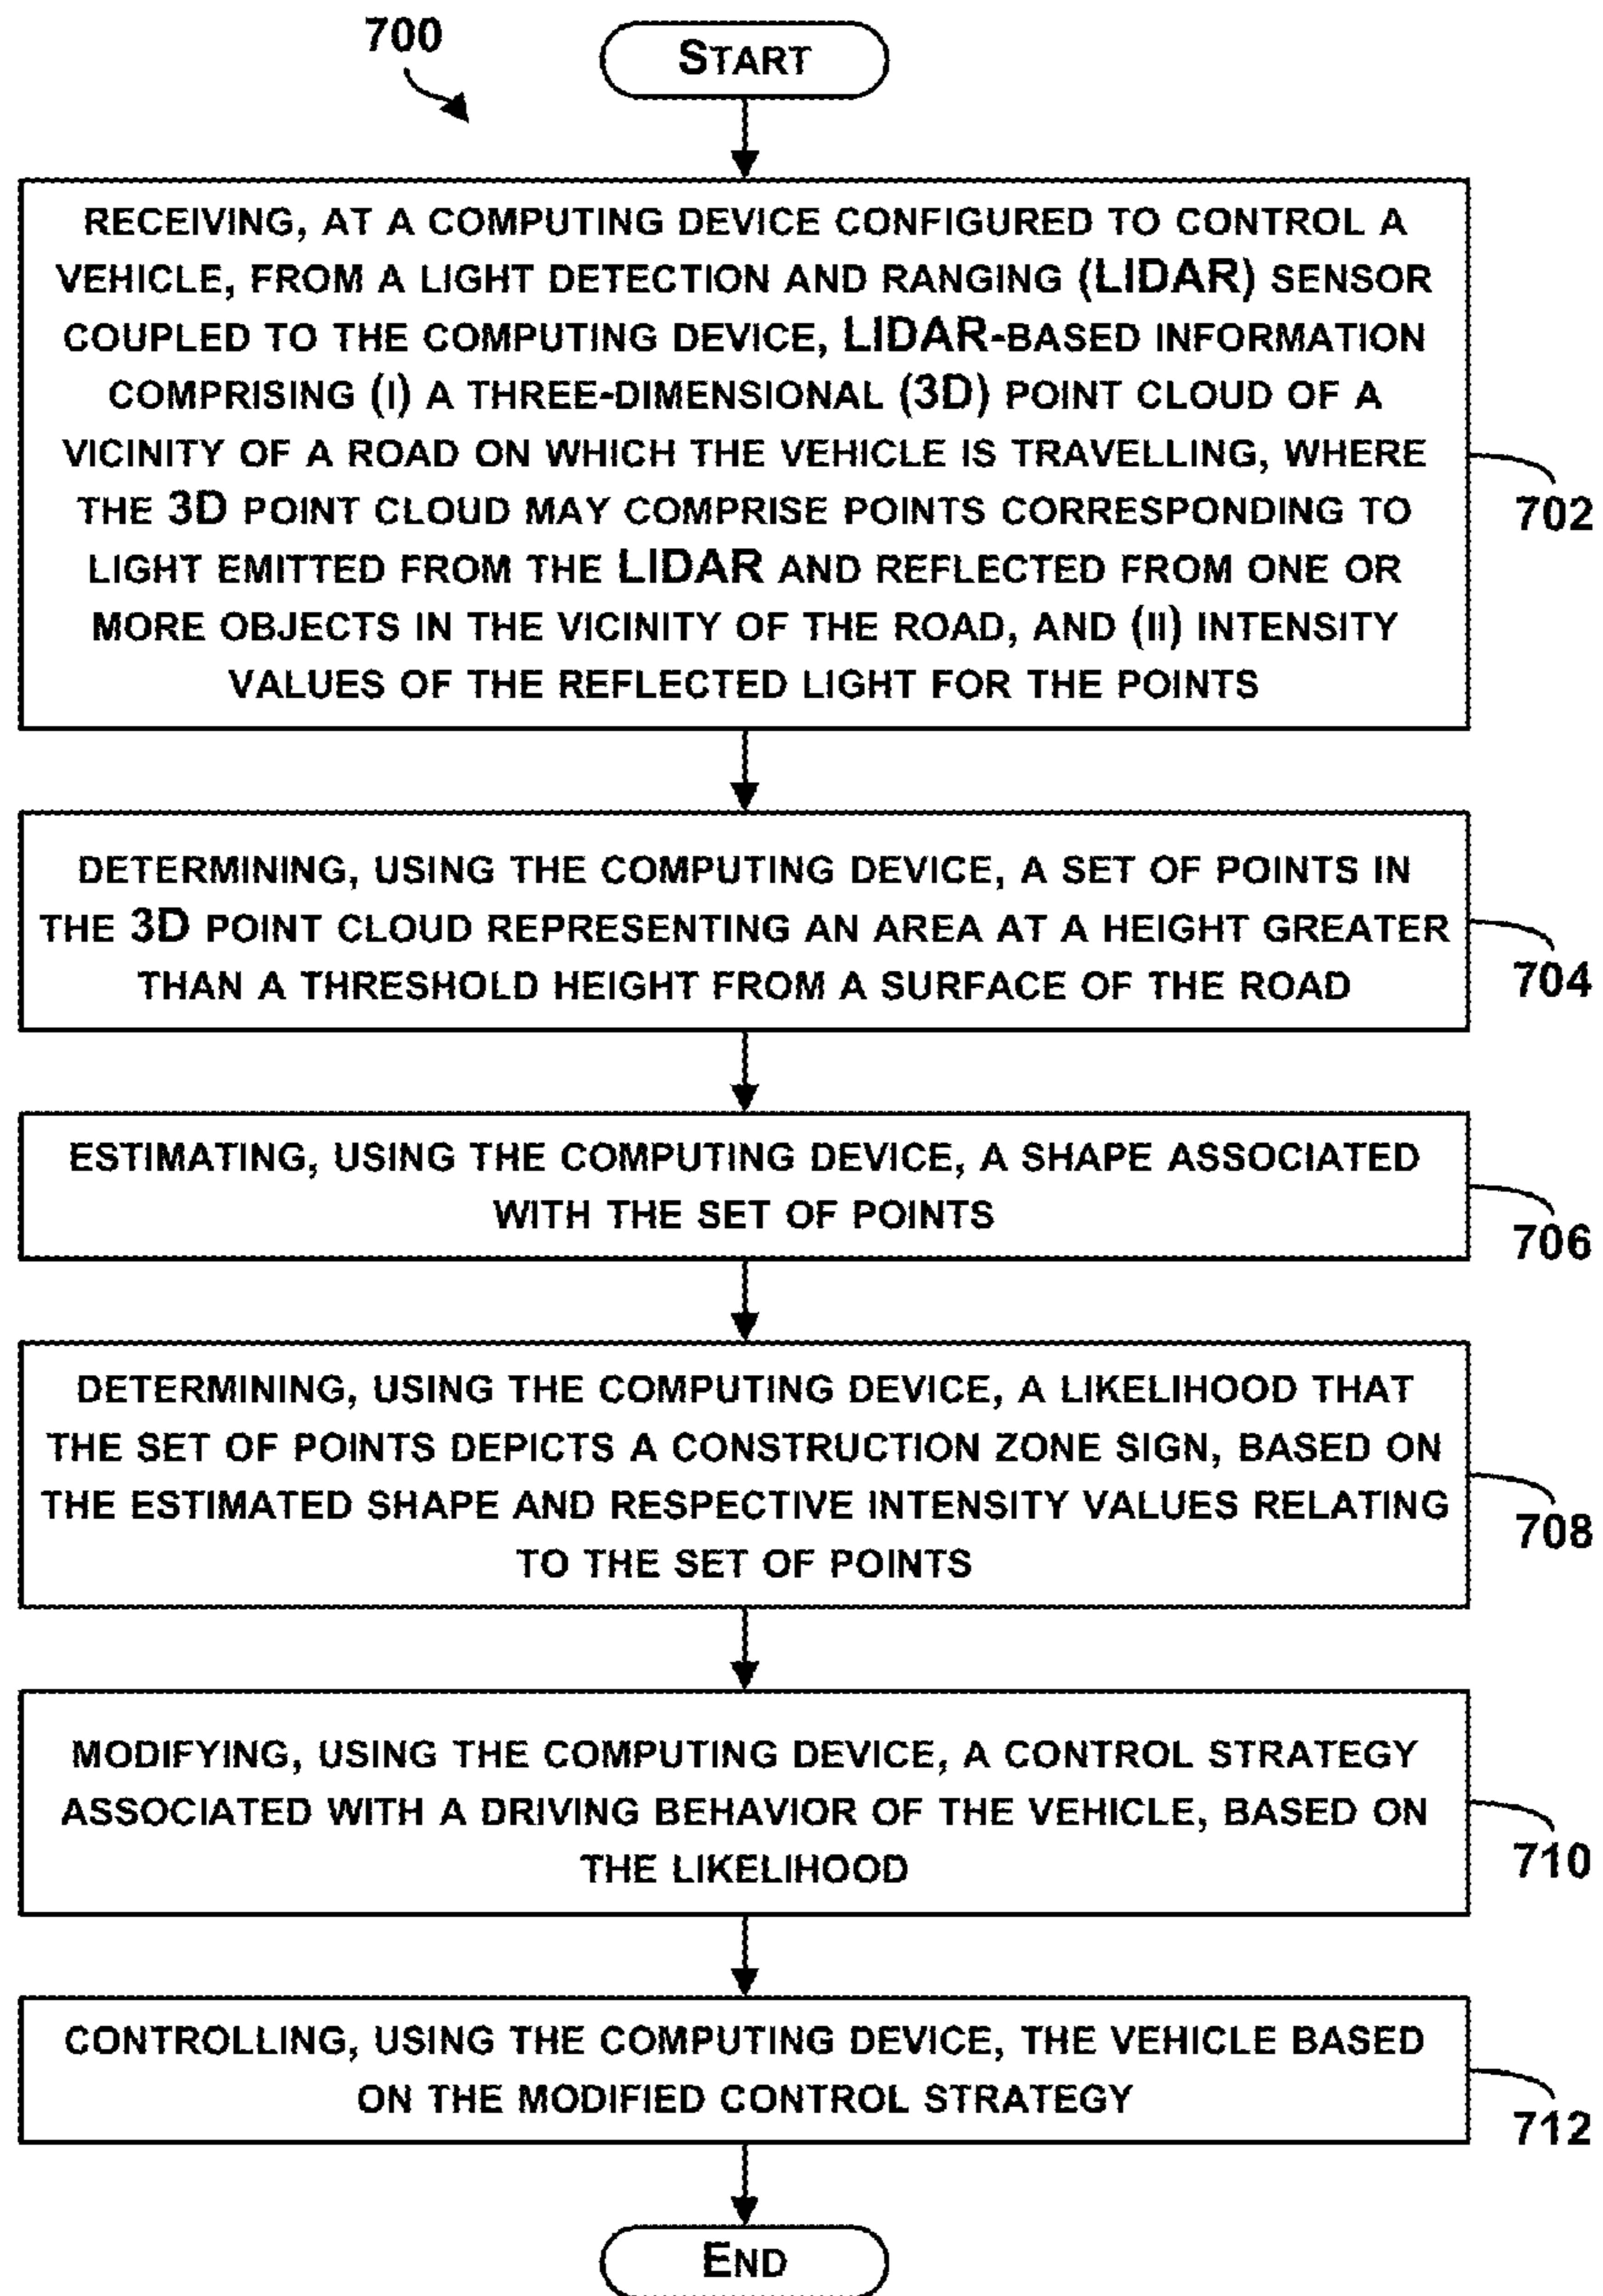 700
START
RECEIVING, AT A COMPUTING DEVICE CONFIGURED TO CONTROL A
VEHICLE, FROM A LIGHT DETECTION AND RANGING (LIDAR) SENSOR
COUPLED TO THE COMPUTING DEVICE, LIDAR-BASED INFORMATION
COMPRISING (I) A THREE-DIMENSIONAL (3D) POINT CLOUD OF A
VICINITY OF A ROAD ON WHICH THE VEHICLE IS TRAVELLING, WHERE
THE 3D POINT CLOUD MAY COMPRISE POINTS CORRESPONDING TO
LIGHT EMITTED FROM THE LIDAR AND REFLECTED FROM ONE OR
MORE OBJECTS IN THE VICINITY OF THE ROAD, AND (II) INTENSITY
VALUES OF THE REFLECTED LIGHT FOR THE POINTS
702
DETERMINING, USING THE COMPUTING DEVICE, A SET OF POINTS IN
THE 3D POINT CLOUD REPRESENTING AN AREA AT A HEIGHT GREATER
THAN A THRESHOLD HEIGHT FROM A SURFACE OF THE ROAD
704
ESTIMATING, USING THE COMPUTING DEVICE, A SHAPE ASSOCIATED
WITH THE SET OF POINTS
706
DETERMINING, USING THE COMPUTING DEVICE, A LIKELIHOOD THAT
THE SET OF POINTS DEPICTS A CONSTRUCTION ZONE SIGN, BASED ON
THE ESTIMATED SHAPE AND RESPECTIVE INTENSITY VALUES RELATING
TO THE SET OF POINTS
708
MODIFYING, USING THE COMPUTING DEVICE, A CONTROL STRATEGY
ASSOCIATED WITH A DRIVING BEHAVIOR OF THE VEHICLE, BASED ON
THE LIKELIHOOD
710
CONTROLLING, USING THE COMPUTING DEVICE, THE VEHICLE BASED
ON THE MODIFIED CONTROL STRATEGY
712
END